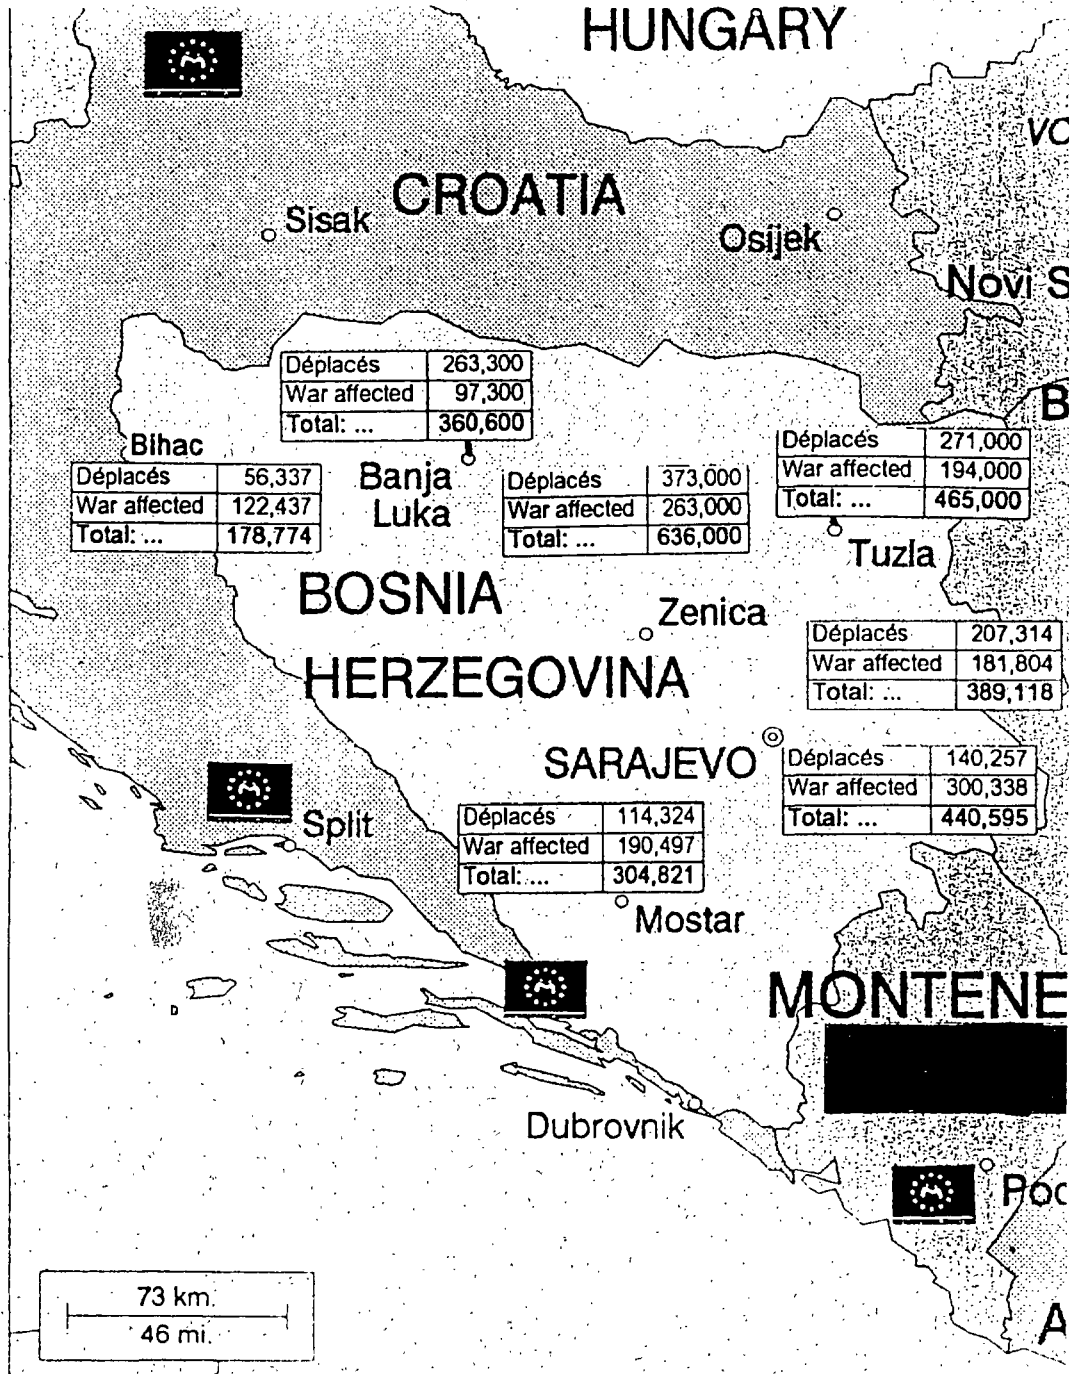 HUNGARY
VO
CROATIA
Sisak
Osijek
Novi S
Déplacés 263,300
War affected 97,300
Total: ... 360,600
B
Bihac
Déplacés 56,337
War affected 122,437
Total: ... 178,774
Banja
Luka
Déplacés 373,000
War affected 263,000
Total: ... 636,000
Déplacés 271,000
War affected 194,000
Total: ... 465,000
Tuzla
BOSNIA
HERZEGOVINA
Zenica
Déplacés 207,314
War affected 181,804
Total: ... 389,118
SARAJEVO
Déplacés 140,257
War affected 300,338
Total: ... 440,595
Split
Déplacés 114,324
War affected 190,497
Total: ... 304,821
Mostar
MONTENE
Dubrovnik
Pod
73 km.
46 mi.
A